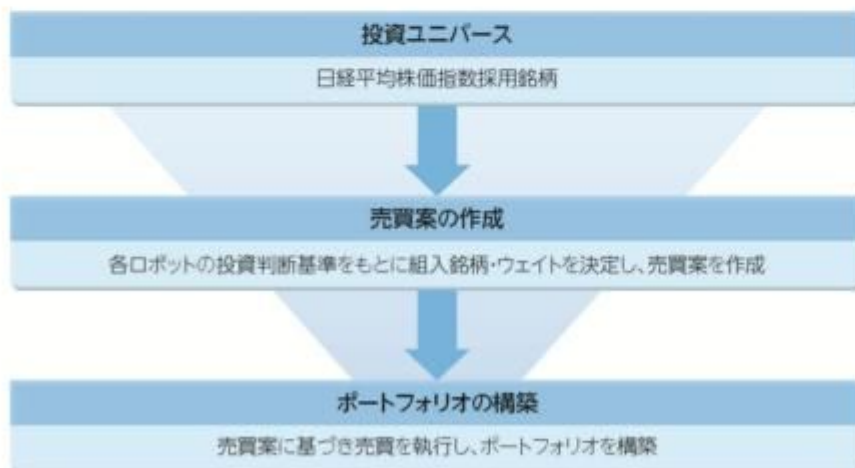 投資ユニバース
日経平均株価指数採用銘柄
売買案の作成
各ロボットの投資判断基準をもとに組入銘柄・ウェイトを決定し、売買案を作成
ポートフォリオの構築
売買案に基づき売買を執行し、ポートフォリオを構築